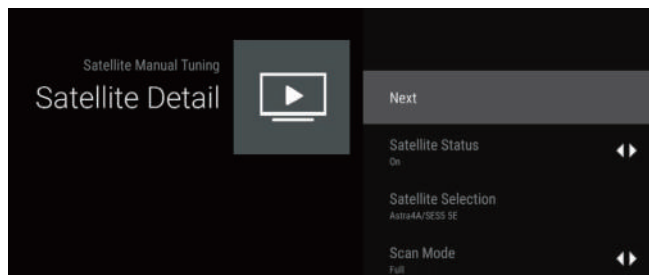 Satellite Manual Tuning
Satellite Detail
Next
Satellite Status
On
Satellite Selection
Astra4A/SES5 5E
Scan Mode
Full